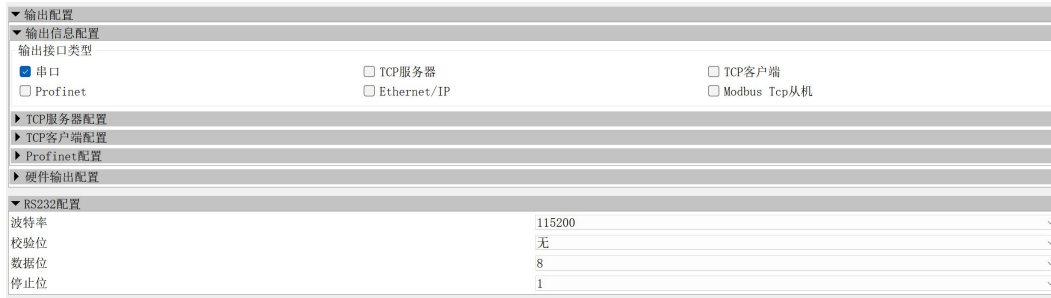 输出配置
输出信息配置
输出接口类型
串口 TCP服务器 TCP客户端
Profinet Ethernet/IP Modbus Tcp从机
TCP服务器配置
TCP客户端配置
Profinet配置
硬件输出配置
RS232配置
波特率 115200
校验位 无
数据位 8
停止位 1